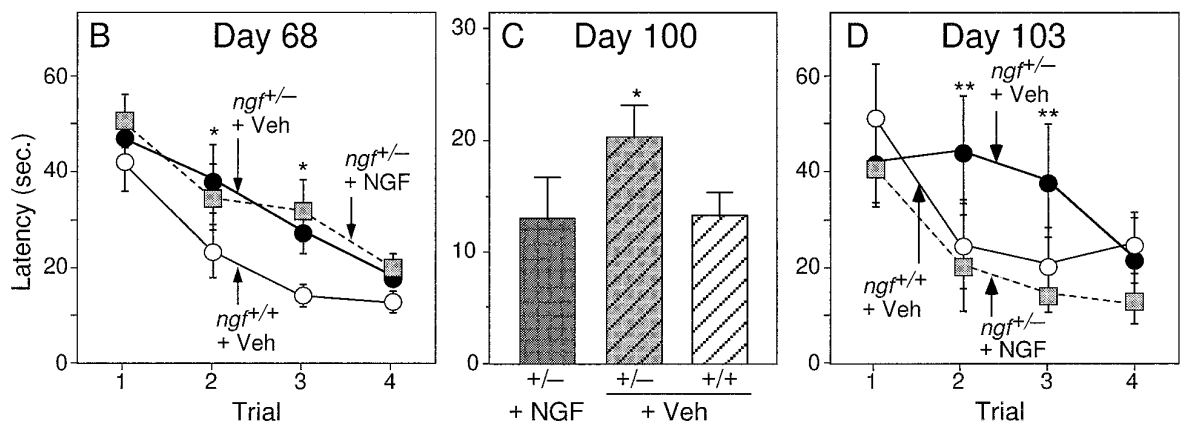 B Day 68
Latency (sec.)
60
40
20
0
1 2 3 4
Trial
*
*
ngf+/–
+ Veh
ngf+/–
+ NGF
ngf+/+
+ Veh
C Day 100
30
20
10
0
*
+/– +/– +/+
+ NGF + Veh
D Day 103
60
40
20
0
1 2 3 4
Trial
**
**
ngf+/–
+ Veh
ngf+/+
+ Veh
ngf+/–
+ NGF